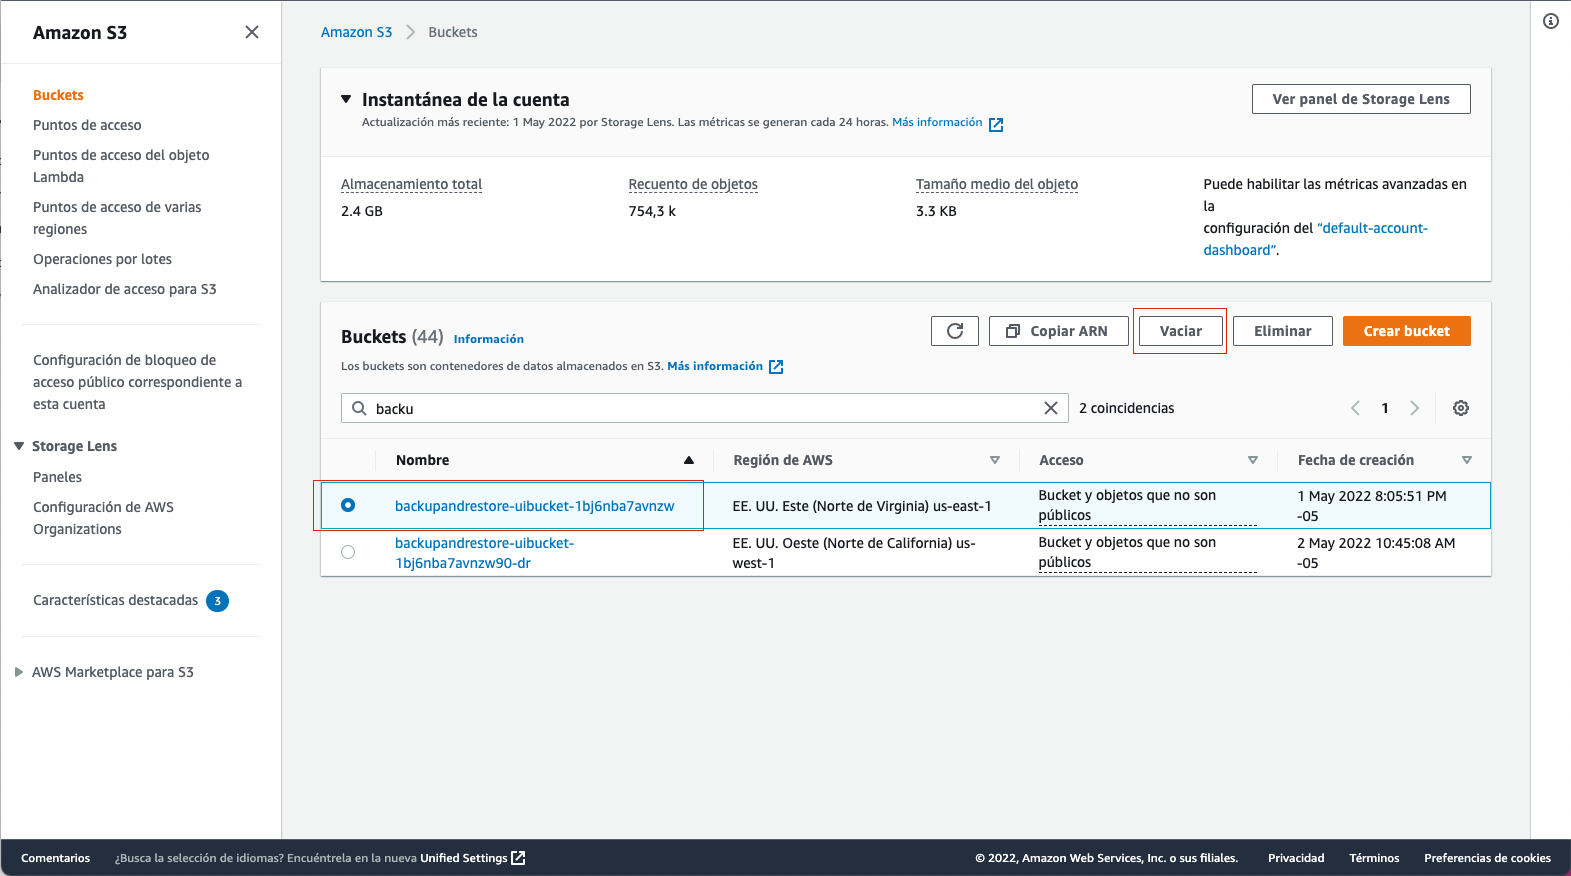 Amazon S3
Buckets
Puntos de acceso
Puntos de acceso del objeto
Lambda
Puntos de acceso de varias
regiones
Operaciones por lotes
Analizador de acceso para S3
Configuración de bloqueo de
acceso público correspondiente a
esta cuenta
Storage Lens
Paneles
Configuración de AWS
Organizations
Características destacadas 3
AWS Marketplace para S3
Amazon S3 Buckets
Instantánea de la cuenta
Ver panel de Storage Lens
Actualización más reciente: 1 May 2022 por Storage Lens. Las métricas se generan cada 24 horas. Más información
Almacenamiento total
2.4 GB
Recuento de objetos
754,3 k
Tamaño medio del objeto
3.3 KB
Puede habilitar las métricas avanzadas en
la
configuración del "default-account-
dashboard".
Buckets (44) Información
Copiar ARN Vaciar Eliminar Crear bucket
Los buckets son contenedores de datos almacenados en S3. Más información
backu
2 coincidencias
1
Nombre Región de AWS Acceso Fecha de creación
backupandrestore-uibucket-1bj6nba7avnzw
EE. UU. Este (Norte de Virginia) us-east-1
Bucket y objetos que no son
públicos
1 May 2022 8:05:51 PM
-05
backupandrestore-uibucket-
1bj6nba7avnzw90-dr
EE. UU. Oeste (Norte de California) us-
west-1
Bucket y objetos que no son
públicos
2 May 2022 10:45:08 AM
-05
Comentarios ¿Busca la selección de idiomas? Encuéntrela en la nueva Unified Settings
© 2022, Amazon Web Services, Inc. o sus filiales. Privacidad Términos Preferencias de cookies